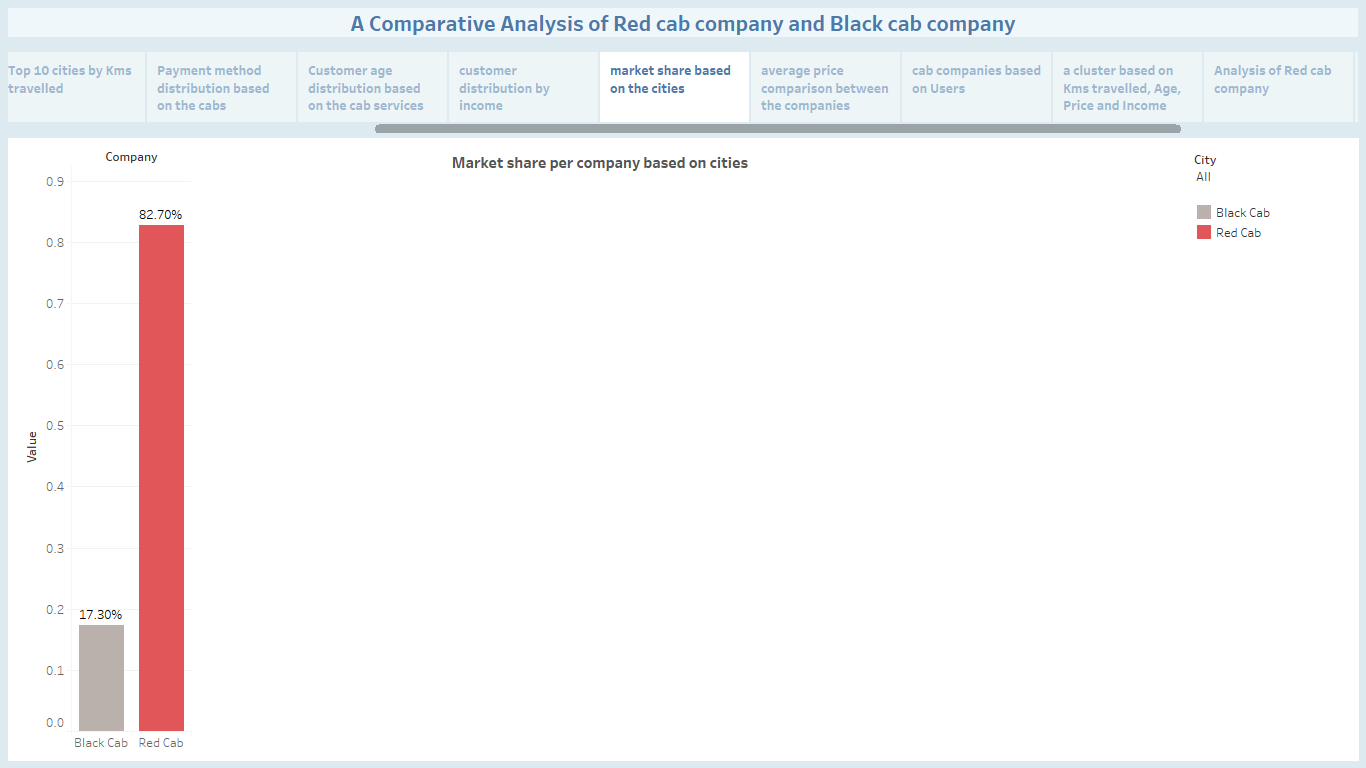 A Comparative Analysis of Red cab company and Black cab company
Top 10 cities by Kms
travelled
Payment method
distribution based
on the cabs
Customer age
distribution based
on the cab services
customer
distribution by
income
market share based
on the cities
average price
comparison between
the companies
cab companies based
on Users
a cluster based on
Kms travelled, Age,
Price and Income
Analysis of Red cab
company
Company
Market share per company based on cities
City
All
Black Cab
Red Cab
0.9
0.8
0.7
0.6
0.5
0.4
0.3
0.2
0.1
0.0
Value
82.70%
17.30%
Black Cab
Red Cab